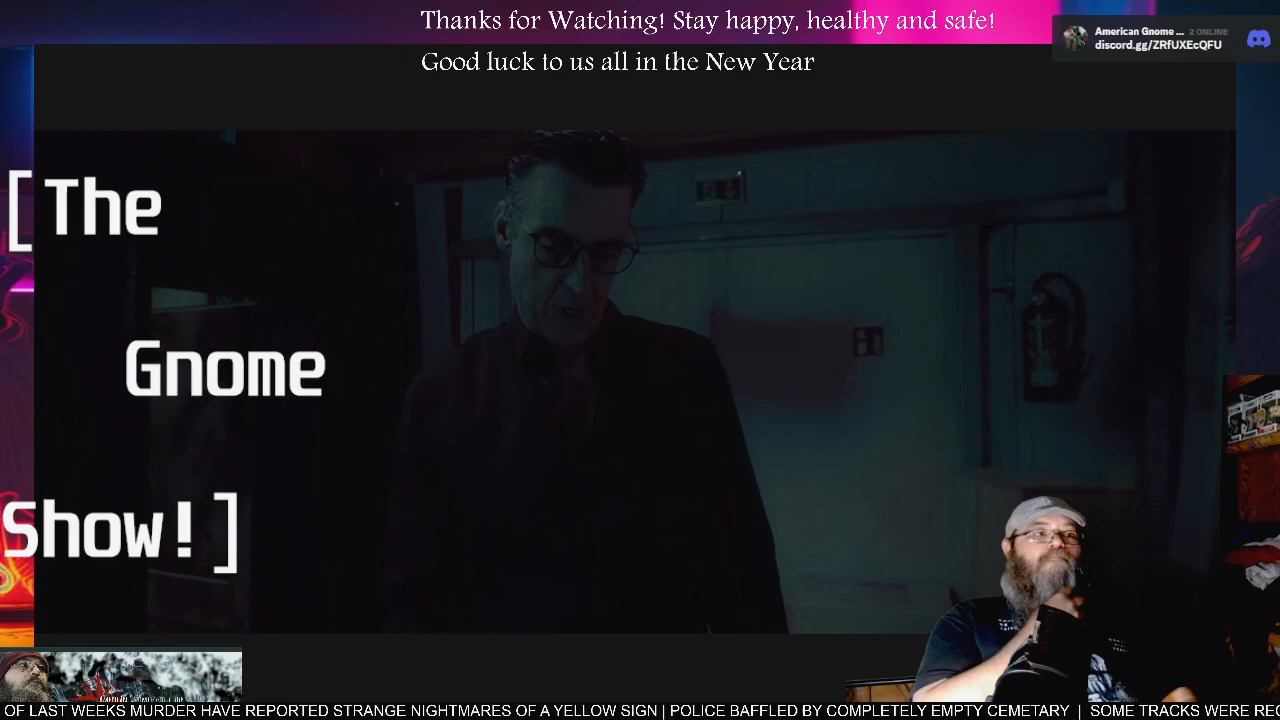 Thanks for Watching! Stay happy, healthy and safe!
Good luck to us all in the New Year
American Gnome ... 2 ONLINE
discord.gg/ZRfUXEcQFU
[The
Gnome
Show!]
OF LAST WEEKS MURDER HAVE REPORTED STRANGE NIGHTMARES OF A YELLOW SIGN | POLICE BAFFLED BY COMPLETELY EMPTY CEMETARY | SOME TRACKS WERE REC